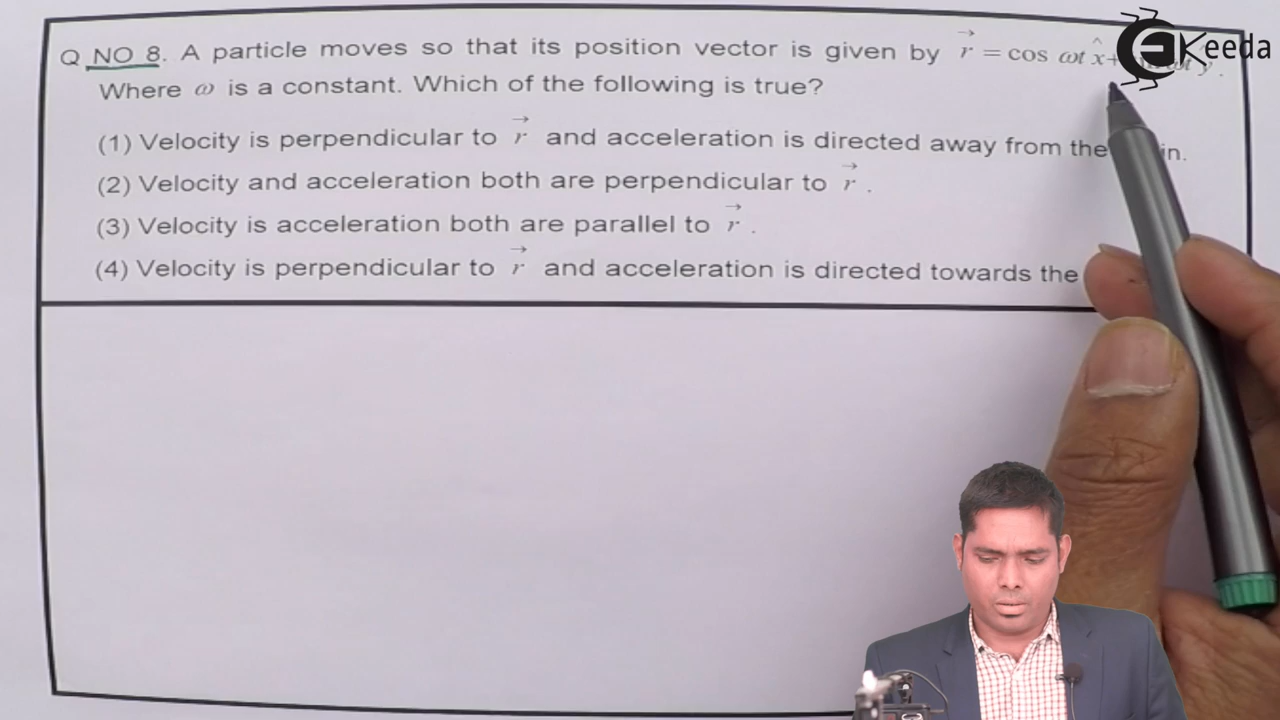 Keeda
Q NO 8. A particle moves so that its position vector is given by r⃗ = cos ωt x̂ +
Where ω is a constant. Which of the following is true?
(1) Velocity is perpendicular to r⃗ and acceleration is directed away from the
(2) Velocity and acceleration both are perpendicular to r⃗ .
(3) Velocity is acceleration both are parallel to r⃗ .
(4) Velocity is perpendicular to r⃗ and acceleration is directed towards the